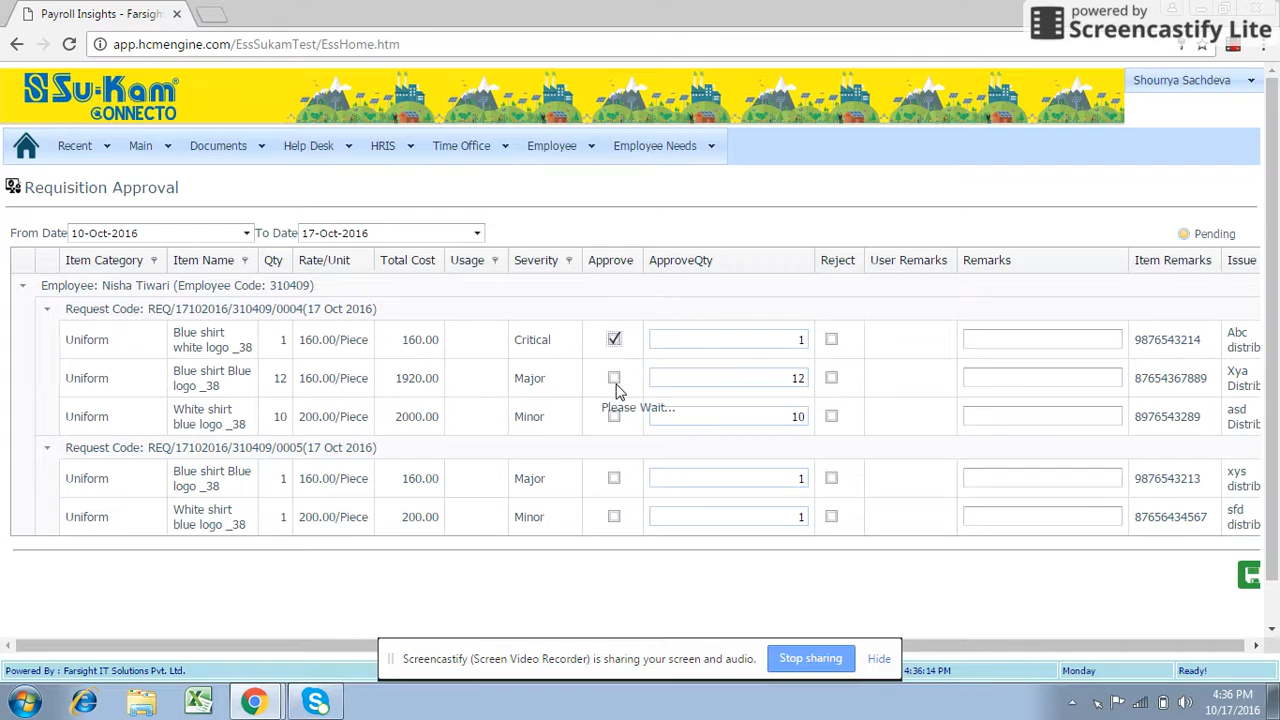 Payroll Insights - Farsigh
powered by
Screencastify Lite
app.hcmengine.com/EssSukamTest/EssHome.htm
Su-Kam®
CONNECTO
Shourrya Sachdeva
Recent Main Documents Help Desk HRIS Time Office Employee Employee Needs
Requisition Approval
From Date 10-Oct-2016 To Date 17-Oct-2016 Pending
Item Category Item Name Qty Rate/Unit Total Cost Usage Severity Approve ApproveQty Reject User Remarks Remarks Item Remarks Issue
Employee: Nisha Tiwari (Employee Code: 310409)
Request Code: REQ/17102016/310409/0004(17 Oct 2016)
Uniform Blue shirt white logo _38 1 160.00/Piece 160.00 Critical 1 9876543214 Abc distrib
Uniform Blue shirt Blue logo _38 12 160.00/Piece 1920.00 Major 12 87654367889 Xya Distrib
Please Wait...
Uniform White shirt blue logo _38 10 200.00/Piece 2000.00 Minor 10 8976543289 asd Distrib
Request Code: REQ/17102016/310409/0005(17 Oct 2016)
Uniform Blue shirt Blue logo _38 1 160.00/Piece 160.00 Major 1 9876543213 xys distrib
Uniform White shirt blue logo _38 1 200.00/Piece 200.00 Minor 1 87656434567 sfd distrib
Screencastify (Screen Video Recorder) is sharing your screen and audio. Stop sharing Hide
Powered By : Farsight IT Solutions Pvt. Ltd. 4:36:14 PM Monday Ready!
4:36 PM
10/17/2016